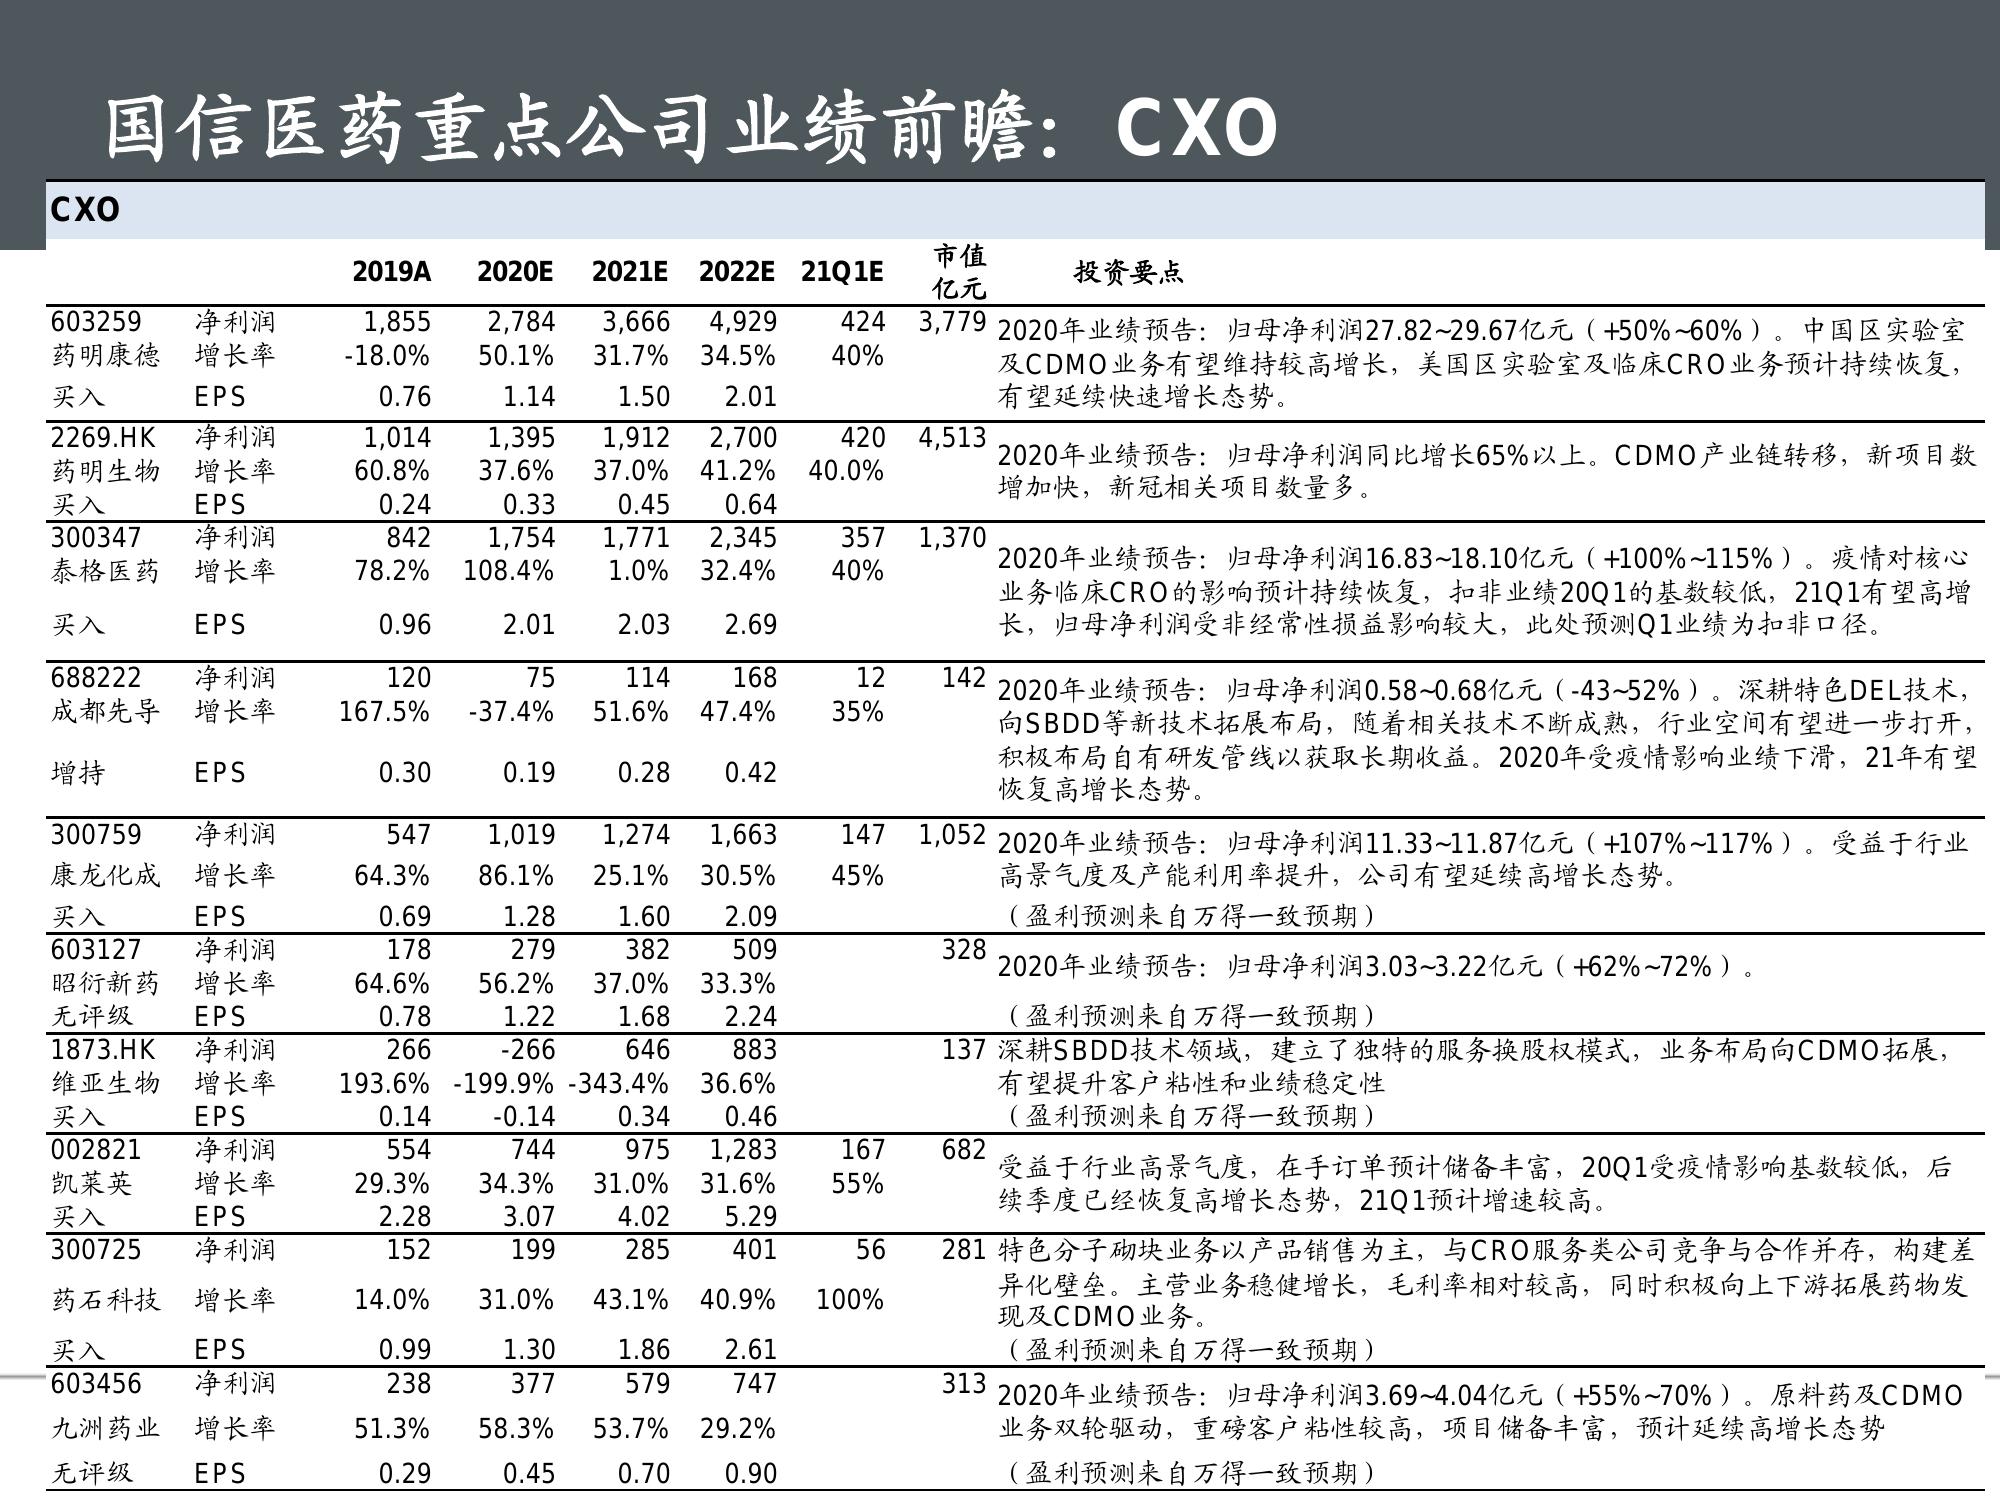 国信医药重点公司业绩前瞻：CXO
CXO
2019A 2020E 2021E 2022E 21Q1E 市值 亿元 投资要点
603259 净利润 1,855 2,784 3,666 4,929 424 3,779
药明康德 增长率 -18.0% 50.1% 31.7% 34.5% 40%
买入 EPS 0.76 1.14 1.50 2.01
2020年业绩预告：归母净利润27.82~29.67亿元（+50%~60%）。中国区实验室
及CDMO业务有望维持较高增长，美国区实验室及临床CRO业务预计持续恢复，
有望延续快速增长态势。
2269.HK 净利润 1,014 1,395 1,912 2,700 420 4,513
药明生物 增长率 60.8% 37.6% 37.0% 41.2% 40.0%
买入 EPS 0.24 0.33 0.45 0.64
2020年业绩预告：归母净利润同比增长65%以上。CDMO产业链转移，新项目数
增加快，新冠相关项目数量多。
300347 净利润 842 1,754 1,771 2,345 357 1,370
泰格医药 增长率 78.2% 108.4% 1.0% 32.4% 40%
买入 EPS 0.96 2.01 2.03 2.69
2020年业绩预告：归母净利润16.83~18.10亿元（+100%~115%）。疫情对核心
业务临床CRO的影响预计持续恢复，扣非业绩20Q1的基数较低，21Q1有望高增
长，归母净利润受非经常性损益影响较大，此处预测Q1业绩为扣非口径。
688222 净利润 120 75 114 168 12 142
成都先导 增长率 167.5% -37.4% 51.6% 47.4% 35%
增持 EPS 0.30 0.19 0.28 0.42
2020年业绩预告：归母净利润0.58~0.68亿元（-43~52%）。深耕特色DEL技术，
向SBDD等新技术拓展布局，随着相关技术不断成熟，行业空间有望进一步打开，
积极布局自有研发管线以获取长期收益。2020年受疫情影响业绩下滑，21年有望
恢复高增长态势。
300759 净利润 547 1,019 1,274 1,663 147 1,052
康龙化成 增长率 64.3% 86.1% 25.1% 30.5% 45%
买入 EPS 0.69 1.28 1.60 2.09
2020年业绩预告：归母净利润11.33~11.87亿元（+107%~117%）。受益于行业
高景气度及产能利用率提升，公司有望延续高增长态势。
（盈利预测来自万得一致预期）
603127 净利润 178 279 382 509 328
昭衍新药 增长率 64.6% 56.2% 37.0% 33.3%
无评级 EPS 0.78 1.22 1.68 2.24
2020年业绩预告：归母净利润3.03~3.22亿元（+62%~72%）。
（盈利预测来自万得一致预期）
1873.HK 净利润 266 -266 646 883 137
维亚生物 增长率 193.6% -199.9% -343.4% 36.6%
买入 EPS 0.14 -0.14 0.34 0.46
深耕SBDD技术领域，建立了独特的服务换股权模式，业务布局向CDMO拓展，
有望提升客户粘性和业绩稳定性
（盈利预测来自万得一致预期）
002821 净利润 554 744 975 1,283 167 682
凯莱英 增长率 29.3% 34.3% 31.0% 31.6% 55%
买入 EPS 2.28 3.07 4.02 5.29
受益于行业高景气度，在手订单预计储备丰富，20Q1受疫情影响基数较低，后
续季度已经恢复高增长态势，21Q1预计增速较高。
300725 净利润 152 199 285 401 56 281
药石科技 增长率 14.0% 31.0% 43.1% 40.9% 100%
买入 EPS 0.99 1.30 1.86 2.61
特色分子砌块业务以产品销售为主，与CRO服务类公司竞争与合作并存，构建差
异化壁垒。主营业务稳健增长，毛利率相对较高，同时积极向上下游拓展药物发
现及CDMO业务。
（盈利预测来自万得一致预期）
603456 净利润 238 377 579 747 313
九洲药业 增长率 51.3% 58.3% 53.7% 29.2%
无评级 EPS 0.29 0.45 0.70 0.90
2020年业绩预告：归母净利润3.69~4.04亿元（+55%~70%）。原料药及CDMO
业务双轮驱动，重磅客户粘性较高，项目储备丰富，预计延续高增长态势
（盈利预测来自万得一致预期）